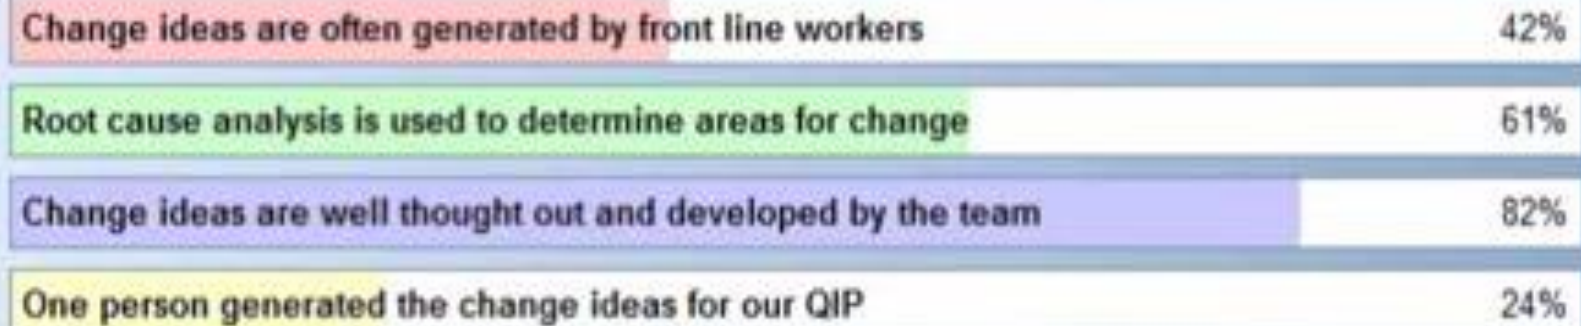 Change ideas are often generated by front line workers 42%
Root cause analysis is used to determine areas for change 61%
Change ideas are well thought out and developed by the team 82%
One person generated the change ideas for our QIP 24%